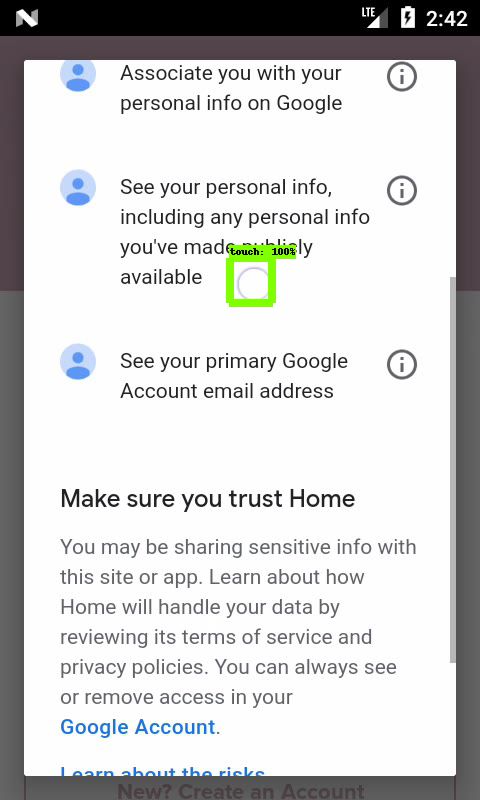 LTE 2:42
Associate you with your
personal info on Google
See your personal info,
including any personal info
you've made publicly
touch: 100%
available
See your primary Google
Account email address
Make sure you trust Home
You may be sharing sensitive info with
this site or app. Learn about how
Home will handle your data by
reviewing its terms of service and
privacy policies. You can always see
or remove access in your
Google Account.
Learn about the risks
New? Create an Account